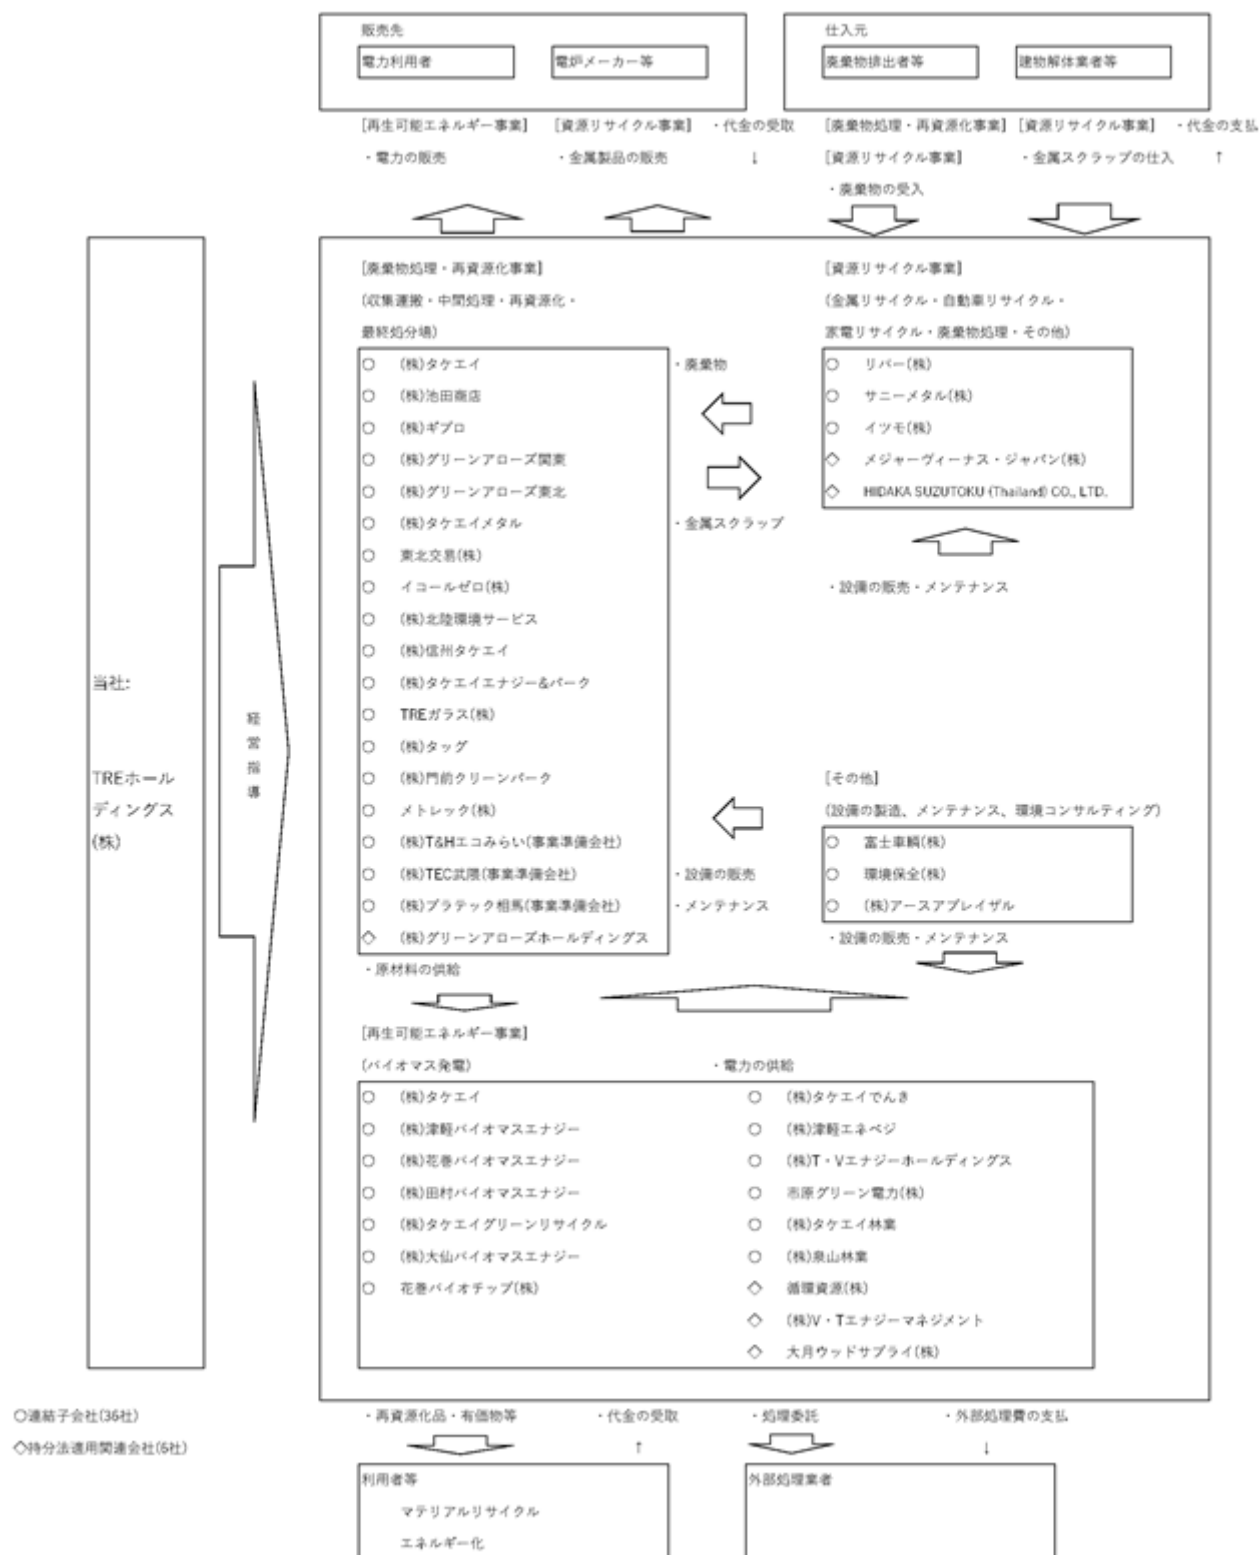 販売先
電力利用者
電炉メーカー等
仕入元
廃棄物排出者等
建物解体業者等
[再生可能エネルギー事業]
・電力の販売
[資源リサイクル事業]
・金属製品の販売
・代金の受取
↓
[廃棄物処理・再資源化事業]
[資源リサイクル事業]
・廃棄物の受入
[資源リサイクル事業]
・金属スクラップの仕入
・代金の支払
↑
当社:
TREホール
ディングス
(株)
経営指導
[廃棄物処理・再資源化事業]
(収集運搬・中間処理・再資源化・
最終処分場)
○ (株)タケエイ
○ (株)池田商店
○ (株)ギプロ
○ (株)グリーンアローズ関東
○ (株)グリーンアローズ東北
○ (株)タケエイメタル
○ 東北交易(株)
○ イコールゼロ(株)
○ (株)北陸環境サービス
○ (株)信州タケエイ
○ (株)タケエイエナジー&パーク
○ TREガラス(株)
○ (株)タッグ
○ (株)門前クリーンパーク
○ メトレック(株)
○ (株)T&Hエコみらい(事業準備会社)
○ (株)TEC武隈(事業準備会社)
○ (株)プラテック相馬(事業準備会社)
◇ (株)グリーンアローズホールディングス
・廃棄物
・金属スクラップ
[資源リサイクル事業]
(金属リサイクル・自動車リサイクル・
家電リサイクル・廃棄物処理・その他)
○ リバー(株)
○ サニーメタル(株)
○ イツモ(株)
◇ メジャーヴィーナス・ジャパン(株)
◇ HIDAKA SUZUTOKU (Thailand) CO., LTD.
・設備の販売・メンテナンス
[その他]
(設備の製造、メンテナンス、環境コンサルティング)
○ 富士車輌(株)
○ 環境保全(株)
○ (株)アースアプレイザル
・設備の販売
・メンテナンス
・設備の販売・メンテナンス
・原材料の供給
[再生可能エネルギー事業]
(バイオマス発電)
・電力の供給
○ (株)タケエイ
○ (株)津軽バイオマスエナジー
○ (株)花巻バイオマスエナジー
○ (株)田村バイオマスエナジー
○ (株)タケエイグリーンリサイクル
○ (株)大仙バイオマスエナジー
○ 花巻バイオチップ(株)
○ (株)タケエイでんき
○ (株)津軽エネベジ
○ (株)T・Vエナジーホールディングス
○ 市原グリーン電力(株)
○ (株)タケエイ林業
○ (株)泉山林業
◇ 循環資源(株)
◇ (株)V・Tエナジーマネジメント
◇ 大月ウッドサプライ(株)
○連結子会社(36社)
◇持分法適用関連会社(6社)
・再資源化品・有価物等
・代金の受取
↑
・処理委託
・外部処理費の支払
↓
利用者等
マテリアルリサイクル
エネルギー化
外部処理業者